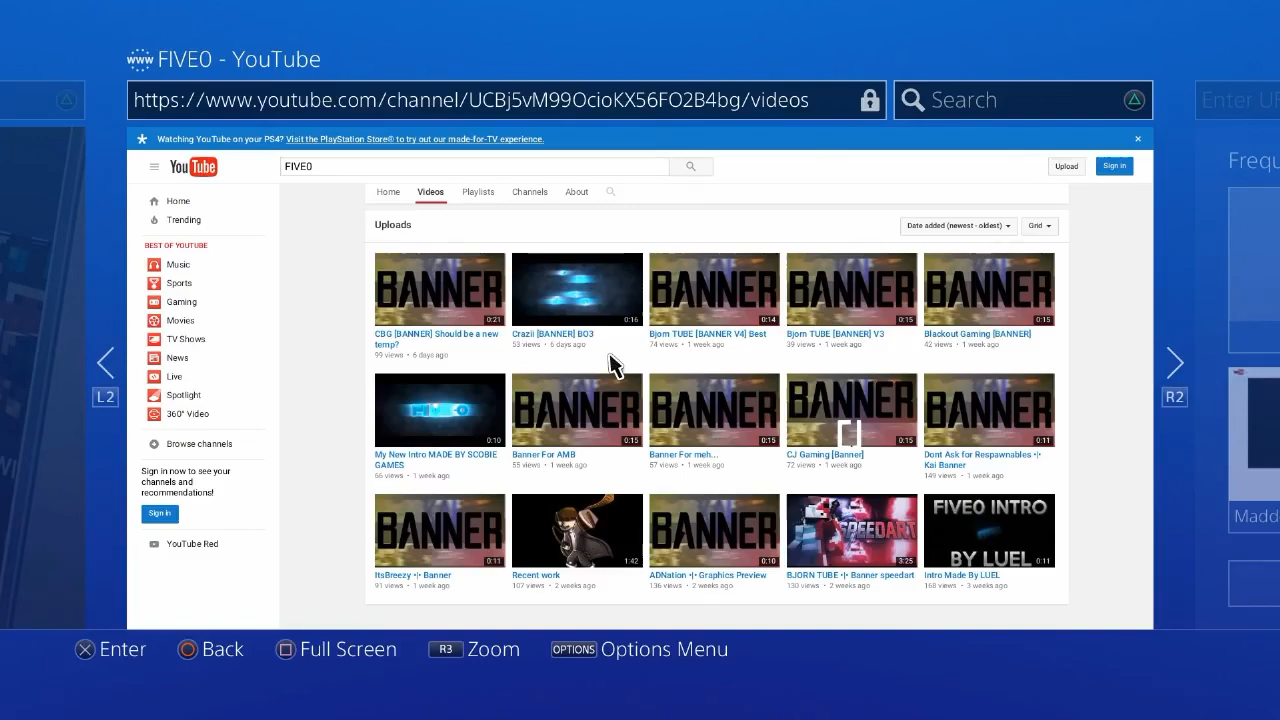 FIVE0 - YouTube
https://www.youtube.com/channel/UCBj5vM99OcioKX56FO2B4bg/videos
Search
Watching YouTube on your PS4? Visit the PlayStation Store® to try out our made-for-TV experience.
YouTube
FIVE0
Upload
Sign in
Home
Videos
Playlists
Channels
About
Home
Trending
BEST OF YOUTUBE
Music
Sports
Gaming
Movies
TV Shows
News
Live
Spotlight
360° Video
Browse channels
Sign in now to see your
channels and
recommendations!
Sign in
YouTube Red
Uploads
Date added (newest - oldest)
Grid
BANNER
0:21
CBG [BANNER] Should be a new
temp?
99 views • 6 days ago
0:16
Crazii [BANNER] BO3
53 views • 6 days ago
BANNER
0:14
Bjorn TUBE [BANNER V4] Best
74 views • 1 week ago
BANNER
0:15
Bjorn TUBE [BANNER] V3
39 views • 1 week ago
BANNER
0:15
Blackout Gaming [BANNER]
42 views • 1 week ago
FIVE0
0:10
My New Intro MADE BY SCOBIE
GAMES
66 views • 1 week ago
BANNER
0:15
Banner For AMB
55 views • 1 week ago
BANNER
0:15
Banner For meh...
57 views • 1 week ago
BANNER
[]
0:15
CJ Gaming [Banner]
72 views • 1 week ago
BANNER
0:11
Dont Ask for Respawnables •|•
Kai Banner
149 views • 1 week ago
BANNER
0:11
ItsBreezy •|• Banner
91 views • 1 week ago
1:42
Recent work
107 views • 2 weeks ago
BANNER
0:10
ADNation •|• Graphics Preview
136 views • 2 weeks ago
SPEEDART
3:25
BJORN TUBE •|• Banner speedart
130 views • 2 weeks ago
FIVE0 INTRO
BY LUEL
0:11
Intro Made By LUEL
168 views • 3 weeks ago
L2
R2
Enter
Back
Full Screen
R3 Zoom
OPTIONS Options Menu